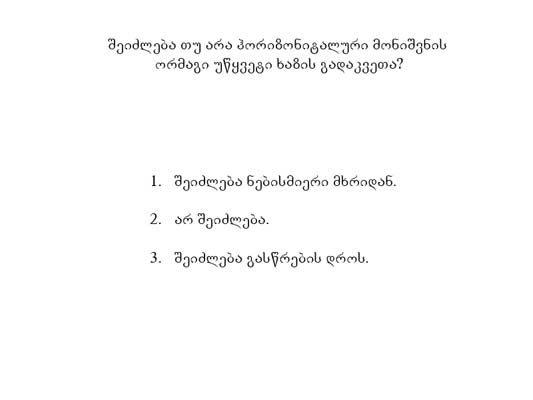 შეიძლება თუ არა ჰორიზონიტალური მონიშვნის
ორმაგი უწყვეტი ხაზის გადაკვეთა?
1. შეიძლება ნებისმიერი მხრიდან.
2. არ შეიძლება.
3. შეიძლება გასწრების დროს.